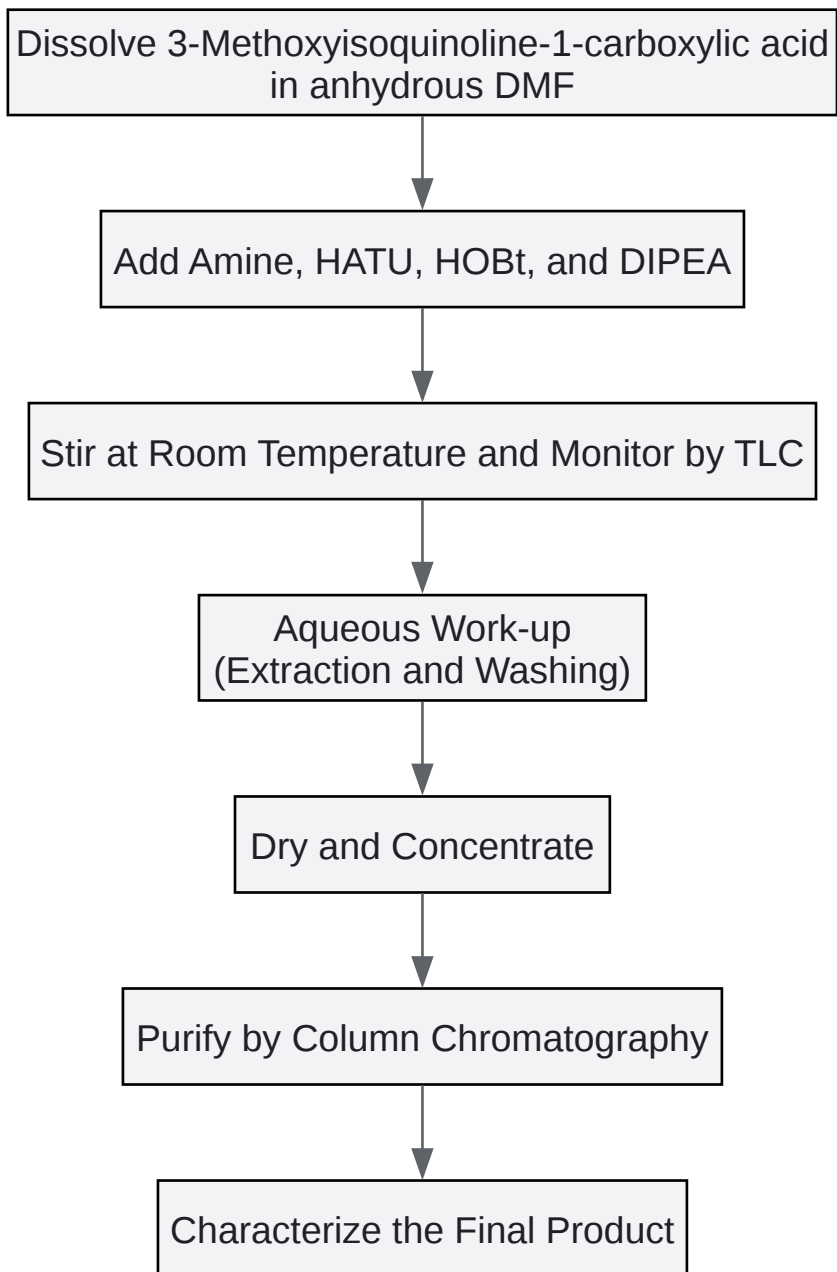 Dissolve 3-Methoxyisoquinoline-1-carboxylic acid
in anhydrous DMF
Add Amine, HATU, HOBt, and DIPEA
Stir at Room Temperature and Monitor by TLC
Aqueous Work-up
(Extraction and Washing)
Dry and Concentrate
Purify by Column Chromatography
Characterize the Final Product